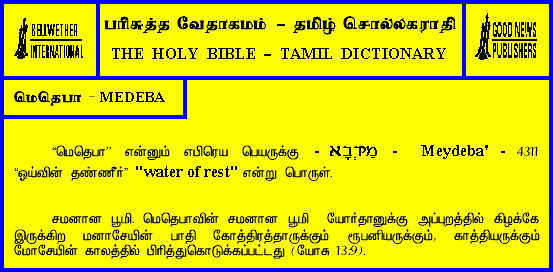 BELLWETHER
INTERNATIONAL
பரிசுத்த வேதாகமம் – தமிழ் சொல்லகராதி
THE HOLY BIBLE – TAMIL DICTIONARY
GOOD NEWS
PUBLISHERS
மெதெபா - MEDEBA
“மெதெபா” என்னும் எபிரெய பெயருக்கு - מֵידְבָא - Meydeba' - 4311
“ஓய்வின் தண்ணீர்” "water of rest" என்று பொருள்.
சமனான பூமி. மெதெபாவின் சமனான பூமி யோர்தானுக்கு அப்புறத்தில் கிழக்கே
இருக்கிற மனாசேயின் பாதி கோத்திரத்தாருக்கும் ரூபனியருக்கும், காத்தியருக்கும்
மோசேயின் காலத்தில் பிரித்துகொடுக்கப்பட்டது (யோசு 13:9).